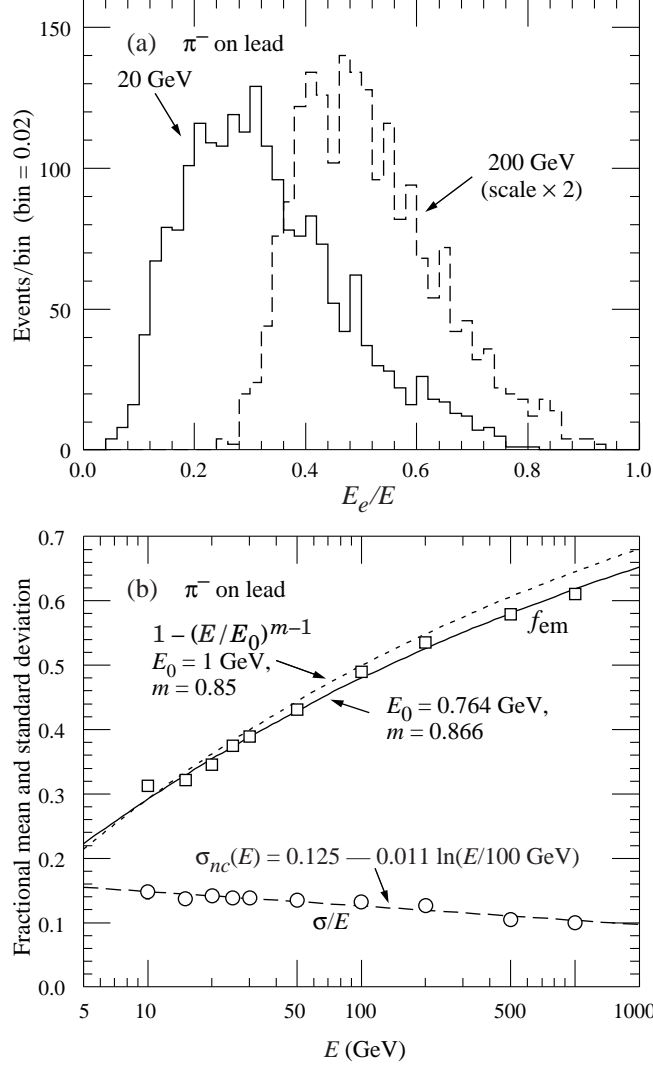 150
(a) π⁻ on lead
20 GeV
200 GeV
(scale × 2)
100
50
0
Events/bin (bin = 0.02)
0.0 0.2 0.4 0.6 0.8 1.0
E_e/E
0.7
(b) π⁻ on lead
0.6
1 – (E/E₀)^{m–1}
E₀ = 1 GeV,
m = 0.85
f_em
0.5
E₀ = 0.764 GeV,
m = 0.866
0.4
0.3
0.2
σ_nc(E) = 0.125 — 0.011 ln(E/100 GeV)
0.1
σ/E
0.0
Fractional mean and standard deviation
5 10 50 100 500 1000
E (GeV)